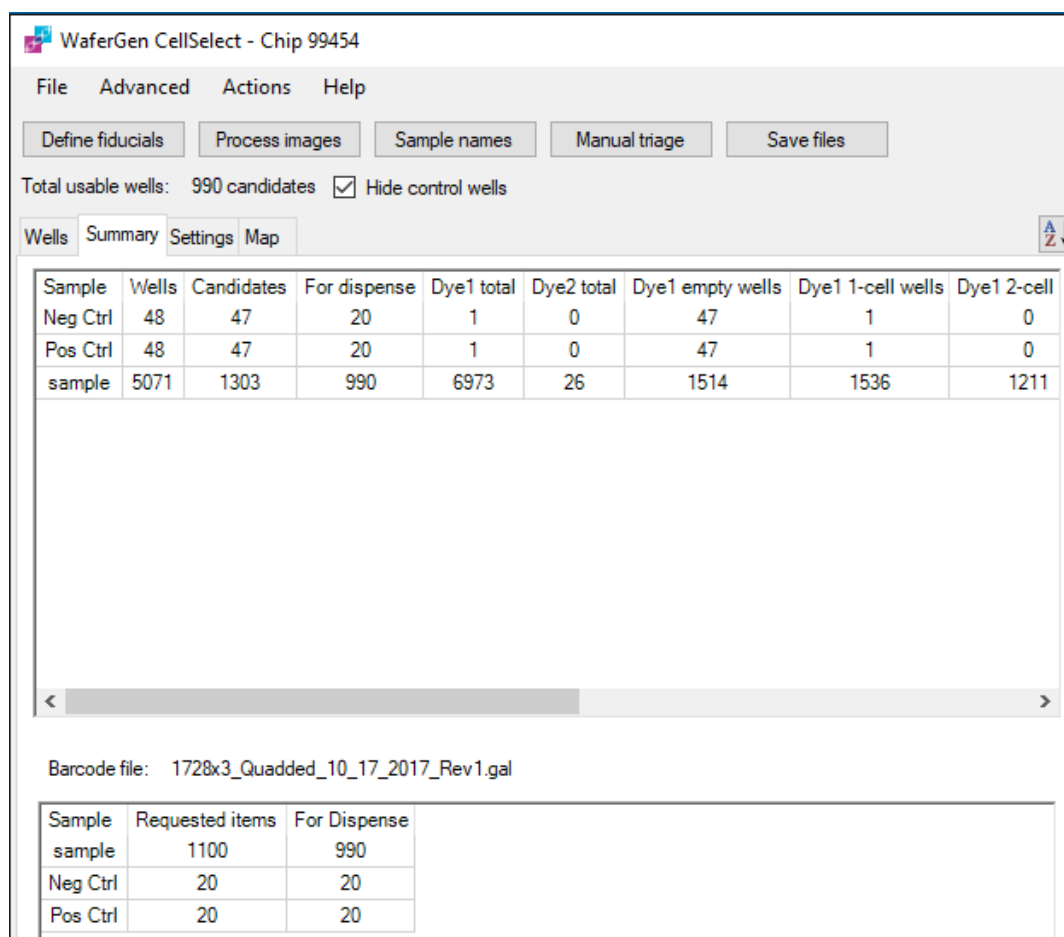 WaferGen CellSelect - Chip 99454
File Advanced Actions Help
Define fiducials Process images Sample names Manual triage Save files
Total usable wells: 990 candidates Hide control wells
Wells Summary Settings Map
A
Z
Sample Wells Candidates For dispense Dye1 total Dye2 total Dye1 empty wells Dye1 1-cell wells Dye1 2-cell
Neg Ctrl 48 47 20 1 0 47 1 0
Pos Ctrl 48 47 20 1 0 47 1 0
sample 5071 1303 990 6973 26 1514 1536 1211
Barcode file: 1728x3_Quadded_10_17_2017_Rev1.gal
Sample Requested items For Dispense
sample 1100 990
Neg Ctrl 20 20
Pos Ctrl 20 20